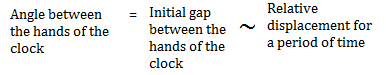 Angle between
the hands of the
clock
=
Initial gap
between the
hands of the
clock
~
Relative
displacement for
a period of time